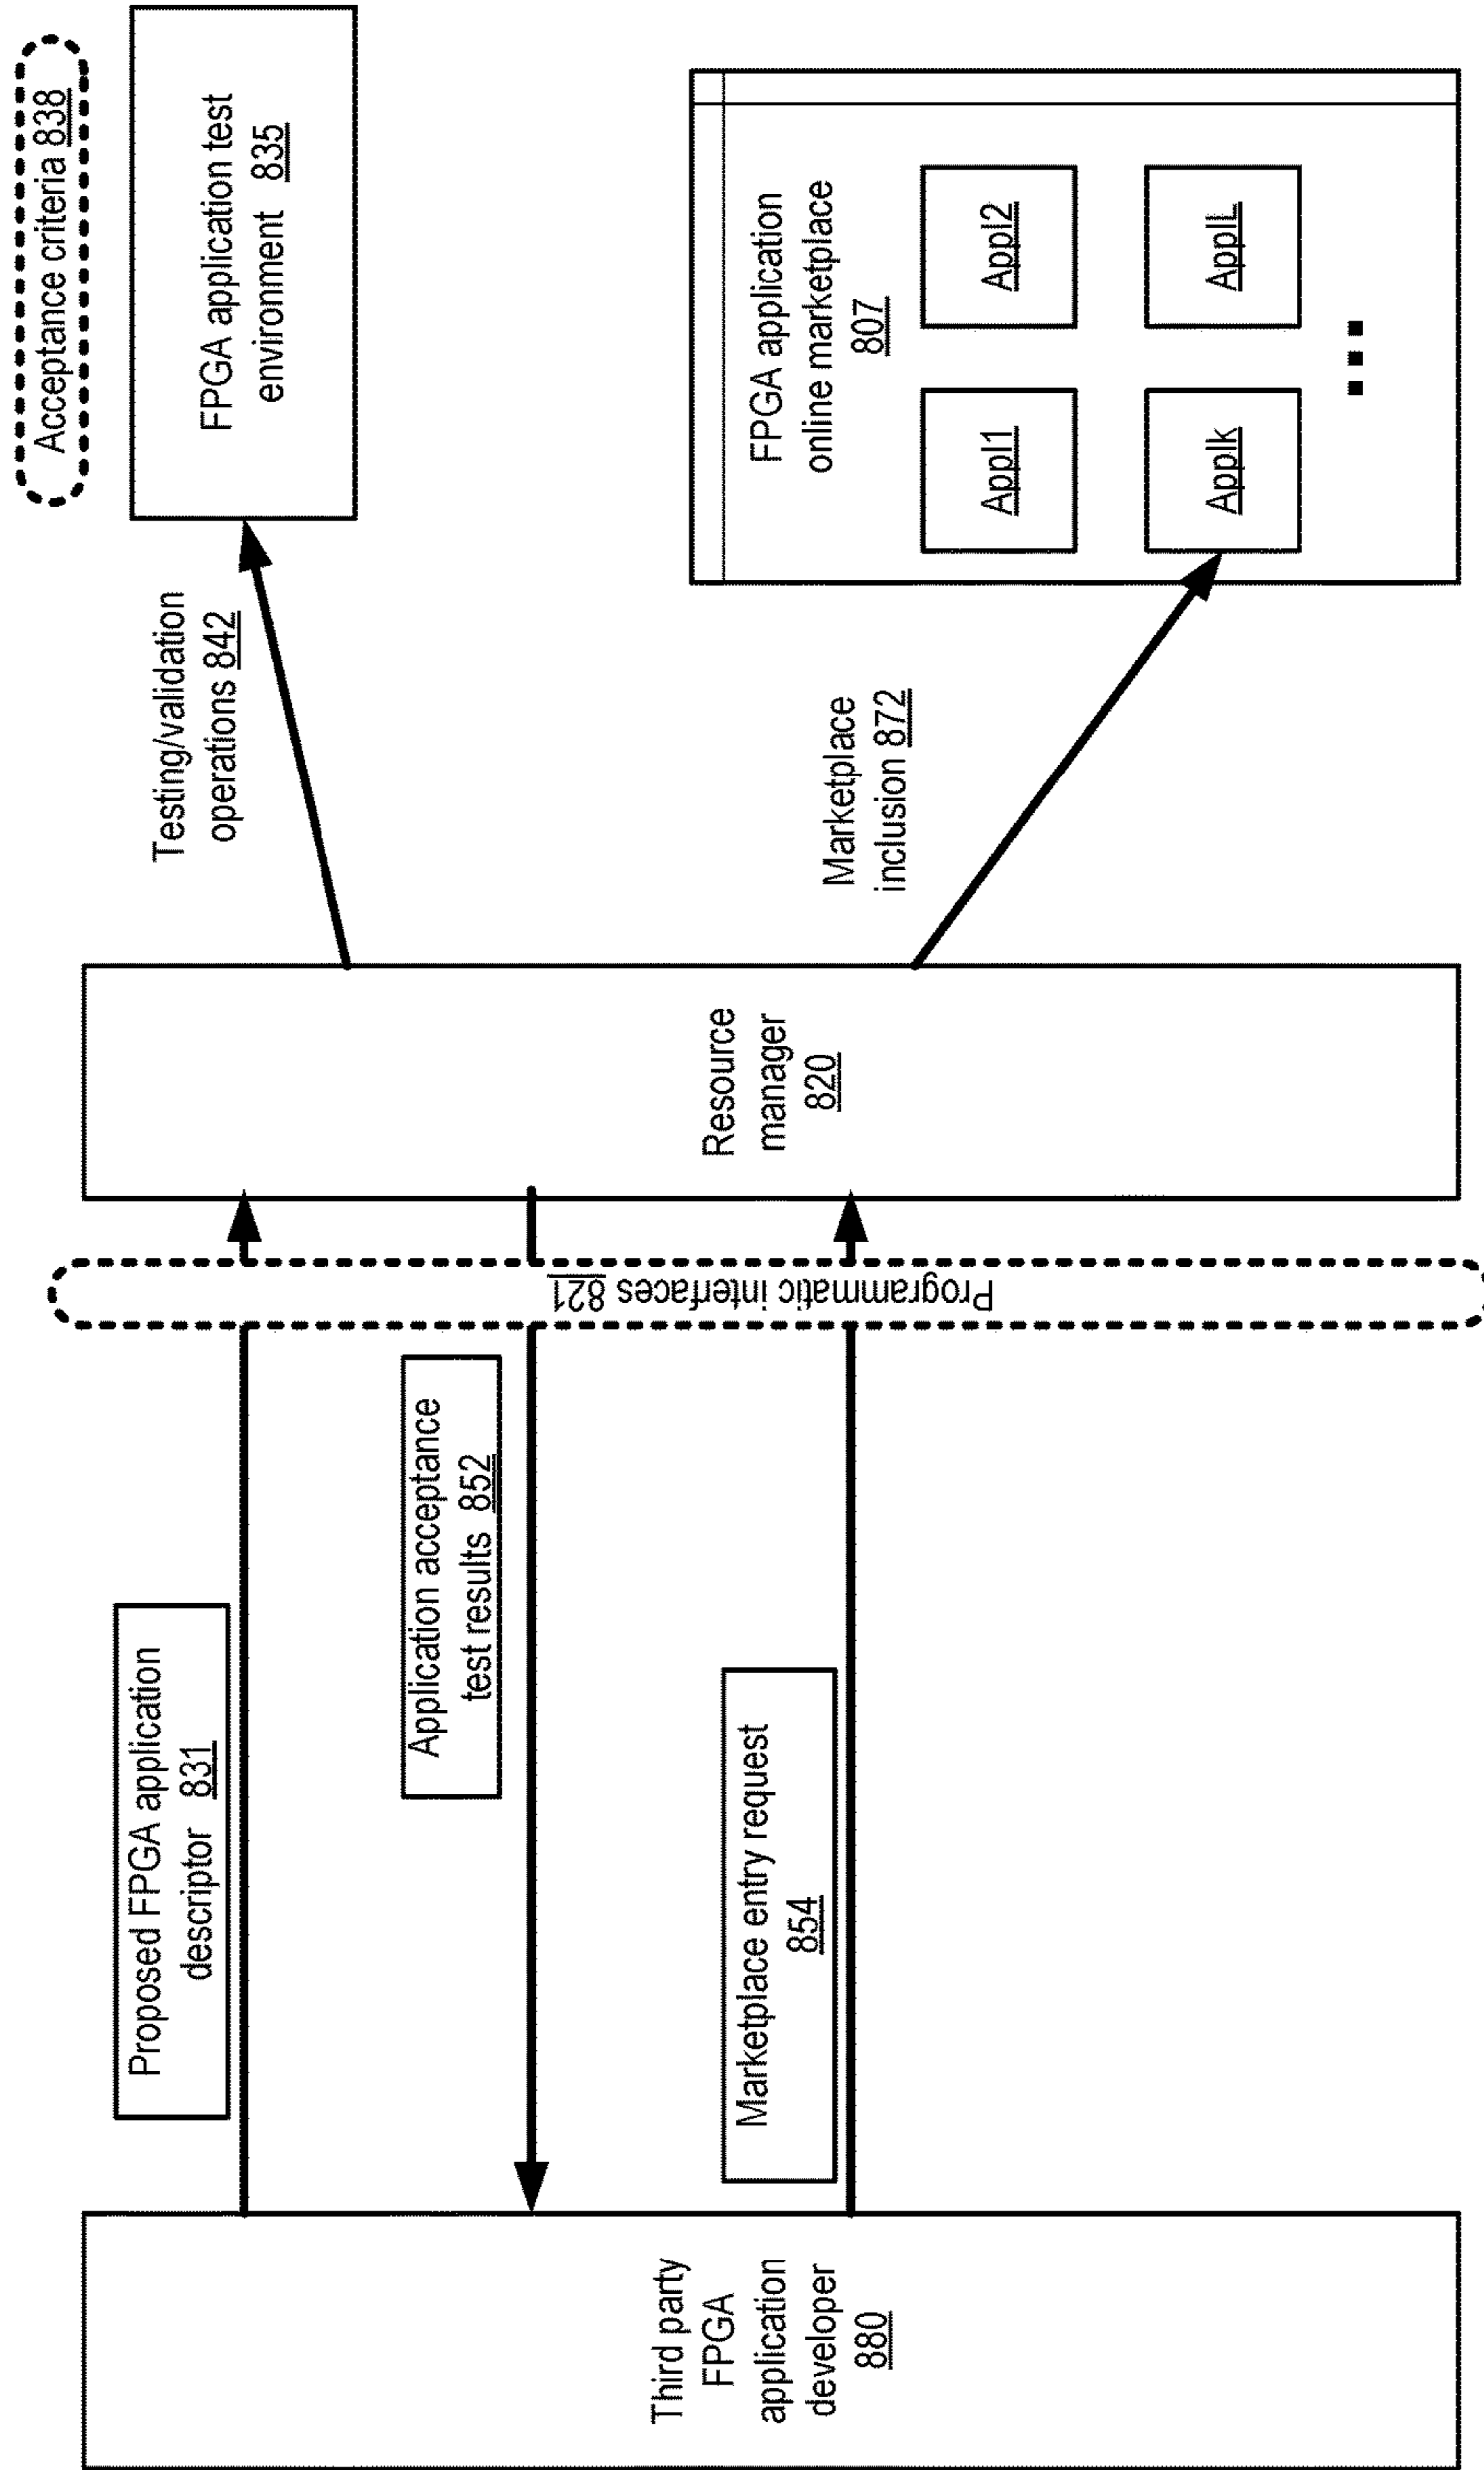 Third party
FPGA
application
developer
880
Proposed FPGA application
descriptor 831
Application acceptance
test results 852
Marketplace entry request
854
Programmatic interfaces 821
Resource
manager
820
Testing/validation
operations 842
Marketplace
inclusion 872
Acceptance criteria 838
FPGA application test
environment 835
FPGA application
online marketplace
807
Appl1
Appl2
Applk
ApplL
...